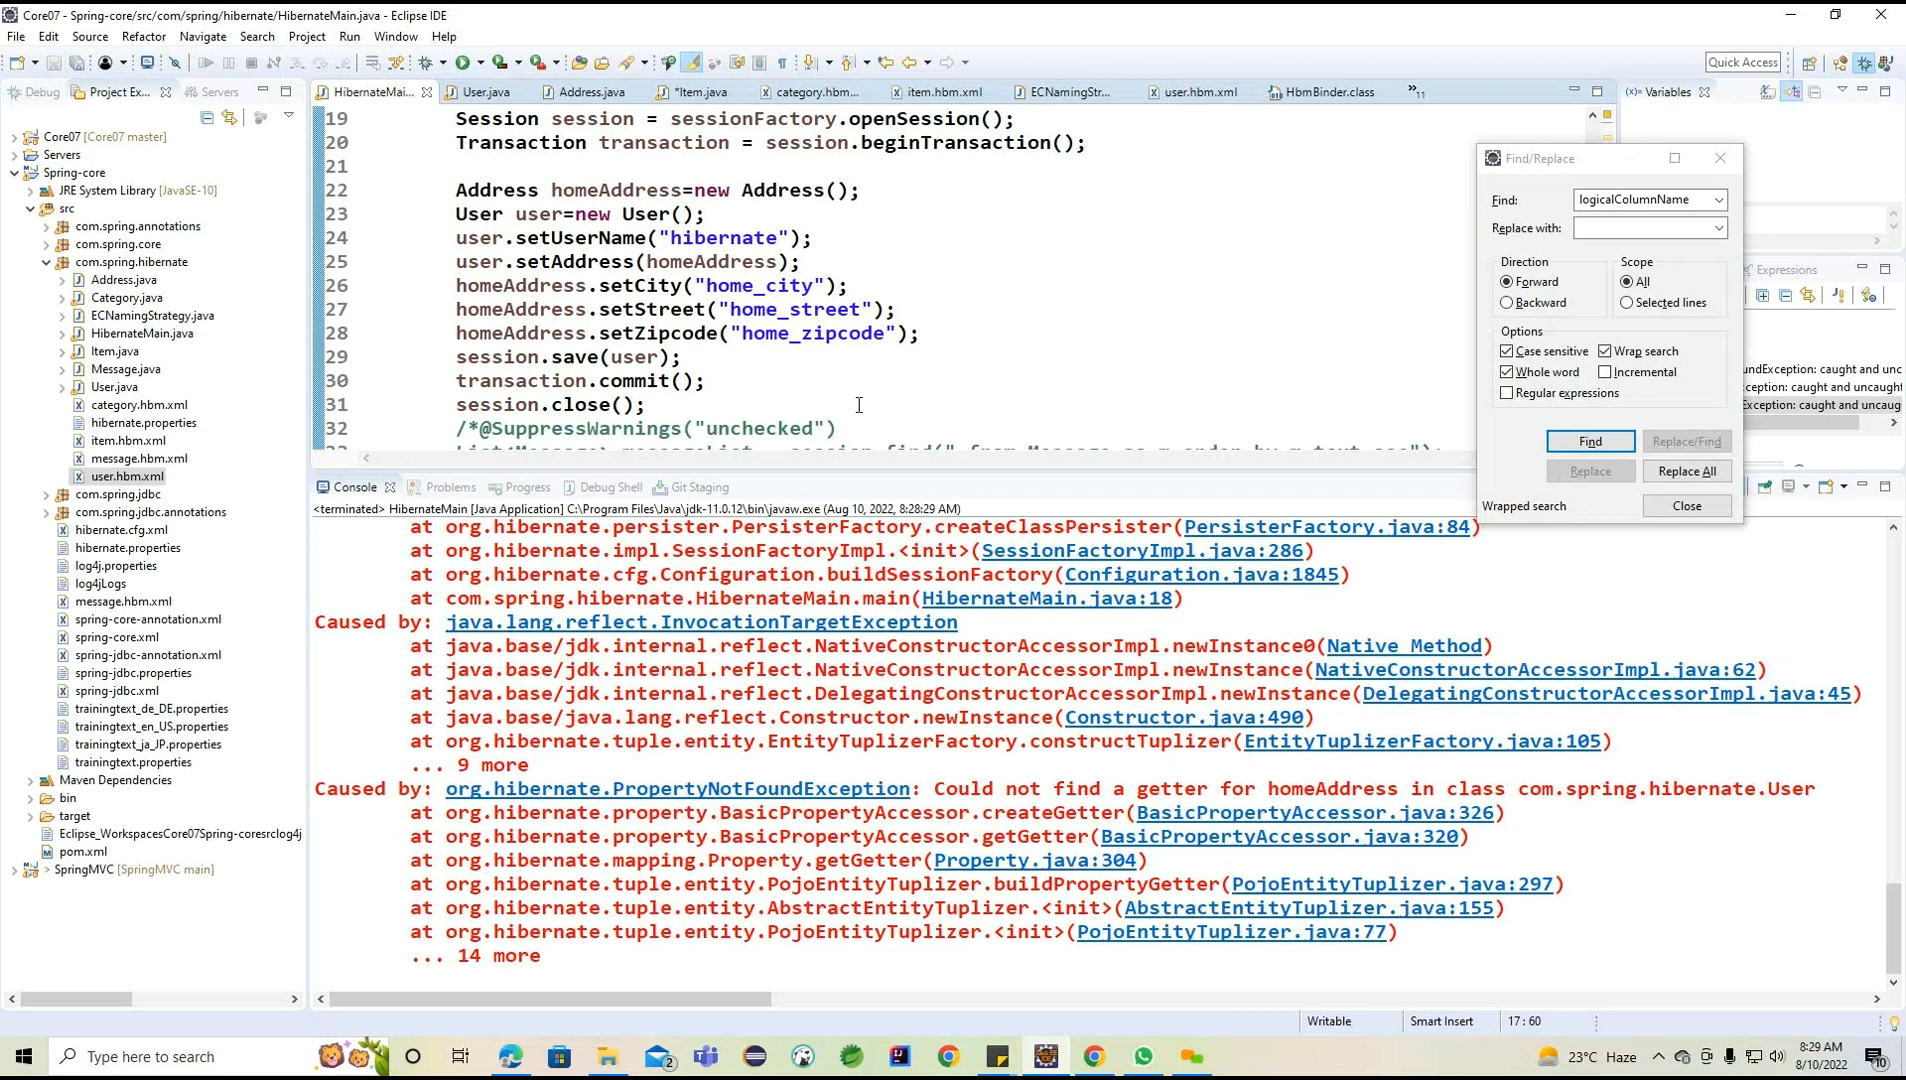 Core07 - Spring-core/src/com/spring/hibernate/HibernateMain.java - Eclipse IDE
File Edit Source Refactor Navigate Search Project Run Window Help
Quick Access
Debug Project Ex... Servers
HibernateMai... User.java Address.java *Item.java category.hbm... item.hbm.xml ECNamingStr... user.hbm.xml HbmBinder.class »11
(x)= Variables
Core07 [Core07 master]
Servers
Spring-core
JRE System Library [JavaSE-10]
src
com.spring.annotations
com.spring.core
com.spring.hibernate
Address.java
Category.java
ECNamingStrategy.java
HibernateMain.java
Item.java
Message.java
User.java
category.hbm.xml
hibernate.properties
item.hbm.xml
message.hbm.xml
user.hbm.xml
com.spring.jdbc
com.spring.jdbc.annotations
hibernate.cfg.xml
hibernate.properties
log4j.properties
log4jLogs
message.hbm.xml
spring-core-annotation.xml
spring-core.xml
spring-jdbc-annotation.xml
spring-jdbc.properties
spring-jdbc.xml
trainingtext_de_DE.properties
trainingtext_en_US.properties
trainingtext_ja_JP.properties
trainingtext.properties
Maven Dependencies
bin
target
Eclipse_WorkspacesCore07Spring-coresrclog4j
pom.xml
> SpringMVC [SpringMVC main]
19 Session session = sessionFactory.openSession();
20 Transaction transaction = session.beginTransaction();
21
22 Address homeAddress=new Address();
23 User user=new User();
24 user.setUserName("hibernate");
25 user.setAddress(homeAddress);
26 homeAddress.setCity("home_city");
27 homeAddress.setStreet("home_street");
28 homeAddress.setZipcode("home_zipcode");
29 session.save(user);
30 transaction.commit();
31 session.close();
32 /*@SuppressWarnings("unchecked")
Find/Replace
Find: logicalColumnName
Replace with:
Direction
Forward
Backward
Scope
All
Selected lines
Options
Case sensitive Wrap search
Whole word Incremental
Regular expressions
Find Replace/Find
Replace Replace All
Wrapped search Close
Expressions
undException: caught and unca
xception: caught and uncaught
Exception: caught and uncaug
Console Problems Progress Debug Shell Git Staging
<terminated> HibernateMain [Java Application] C:\Program Files\Java\jdk-11.0.12\bin\javaw.exe (Aug 10, 2022, 8:28:29 AM)
at org.hibernate.persister.PersisterFactory.createClassPersister(PersisterFactory.java:84)
at org.hibernate.impl.SessionFactoryImpl.<init>(SessionFactoryImpl.java:286)
at org.hibernate.cfg.Configuration.buildSessionFactory(Configuration.java:1845)
at com.spring.hibernate.HibernateMain.main(HibernateMain.java:18)
Caused by: java.lang.reflect.InvocationTargetException
at java.base/jdk.internal.reflect.NativeConstructorAccessorImpl.newInstance0(Native Method)
at java.base/jdk.internal.reflect.NativeConstructorAccessorImpl.newInstance(NativeConstructorAccessorImpl.java:62)
at java.base/jdk.internal.reflect.DelegatingConstructorAccessorImpl.newInstance(DelegatingConstructorAccessorImpl.java:45)
at java.base/java.lang.reflect.Constructor.newInstance(Constructor.java:490)
at org.hibernate.tuple.entity.EntityTuplizerFactory.constructTuplizer(EntityTuplizerFactory.java:105)
... 9 more
Caused by: org.hibernate.PropertyNotFoundException: Could not find a getter for homeAddress in class com.spring.hibernate.User
at org.hibernate.property.BasicPropertyAccessor.createGetter(BasicPropertyAccessor.java:326)
at org.hibernate.property.BasicPropertyAccessor.getGetter(BasicPropertyAccessor.java:320)
at org.hibernate.mapping.Property.getGetter(Property.java:304)
at org.hibernate.tuple.entity.PojoEntityTuplizer.buildPropertyGetter(PojoEntityTuplizer.java:297)
at org.hibernate.tuple.entity.AbstractEntityTuplizer.<init>(AbstractEntityTuplizer.java:155)
at org.hibernate.tuple.entity.PojoEntityTuplizer.<init>(PojoEntityTuplizer.java:77)
... 14 more
Writable Smart Insert 17 : 60
Type here to search
23°C Haze
8:29 AM
8/10/2022
10